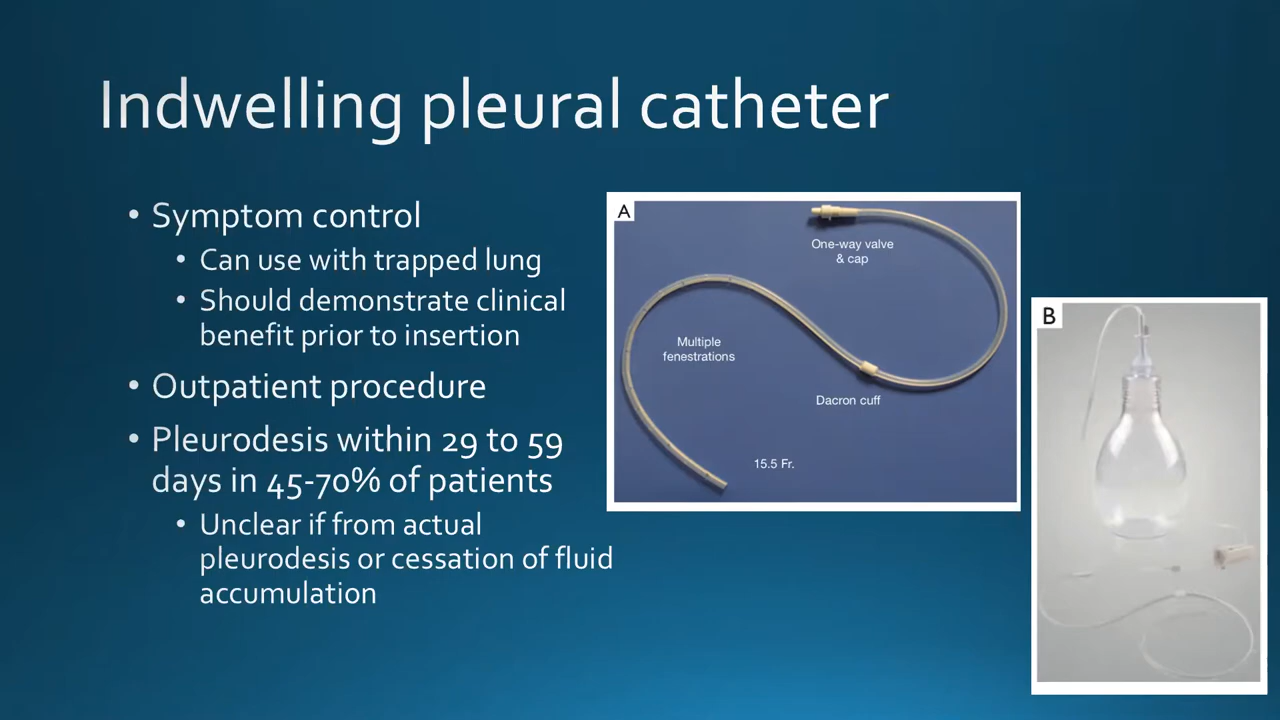 Indwelling pleural catheter
• Symptom control
• Can use with trapped lung
• Should demonstrate clinical
benefit prior to insertion
• Outpatient procedure
• Pleurodesis within 29 to 59
days in 45-70% of patients
• Unclear if from actual
pleurodesis or cessation of fluid
accumulation
A
One-way valve
& cap
Multiple
fenestrations
Dacron cuff
15.5 Fr.
B